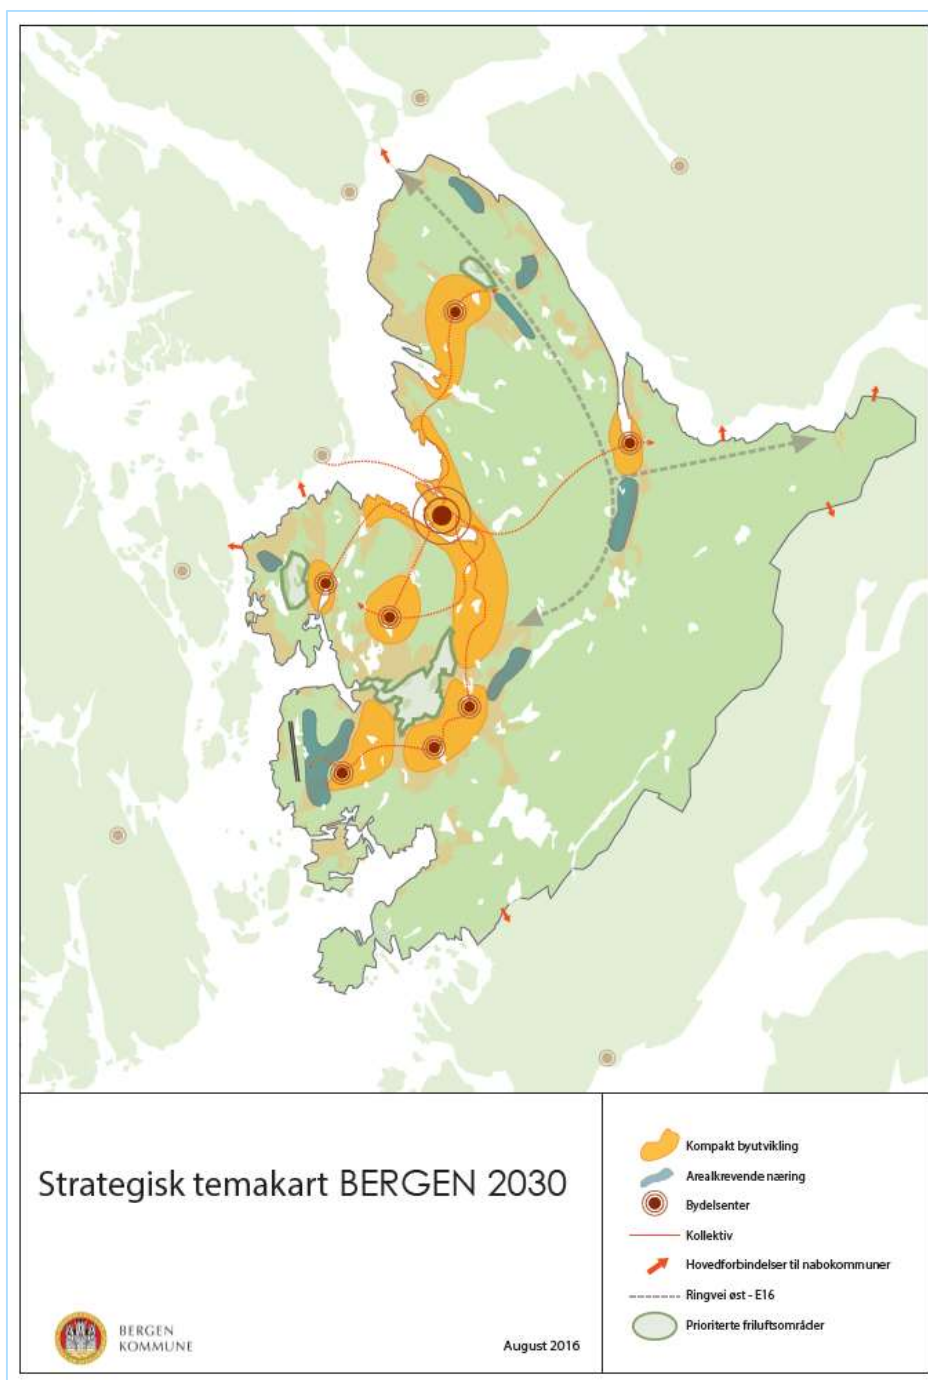 Strategisk temakart BERGEN 2030
BERGEN
KOMMUNE
August 2016
Kompakt byutvikling
Arealkrevende næring
Bydelsenter
Kollektiv
Hovedforbindelser til nabokommuner
Ringvei øst - E16
Prioriterte friluftsområder